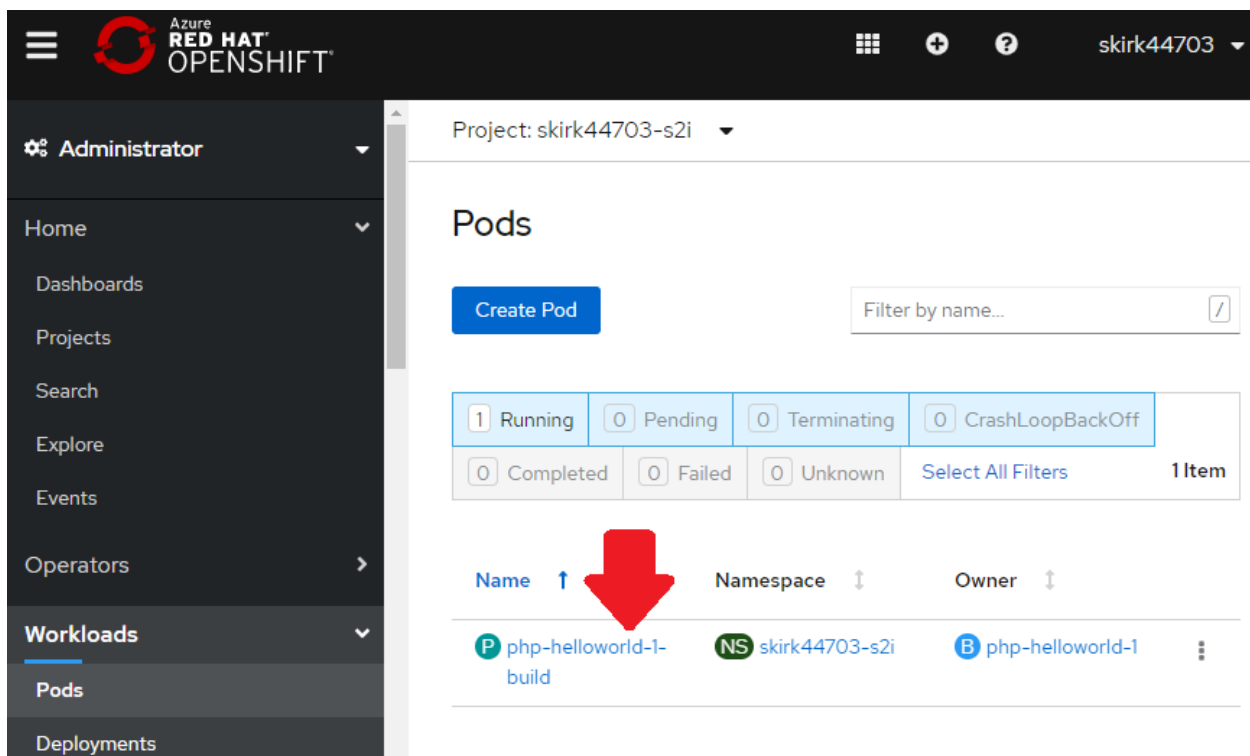 Azure
RED HAT
OPENSHIFT
skirk44703
Administrator
Project: skirk44703-s2i
Home
Dashboards
Projects
Search
Explore
Events
Operators
Workloads
Pods
Deployments
Pods
Create Pod
Filter by name...
/
1 Running
0 Pending
0 Terminating
0 CrashLoopBackOff
0 Completed
0 Failed
0 Unknown
Select All Filters
1 Item
Name
Namespace
Owner
P php-helloworld-1-
build
NS skirk44703-s2i
B php-helloworld-1